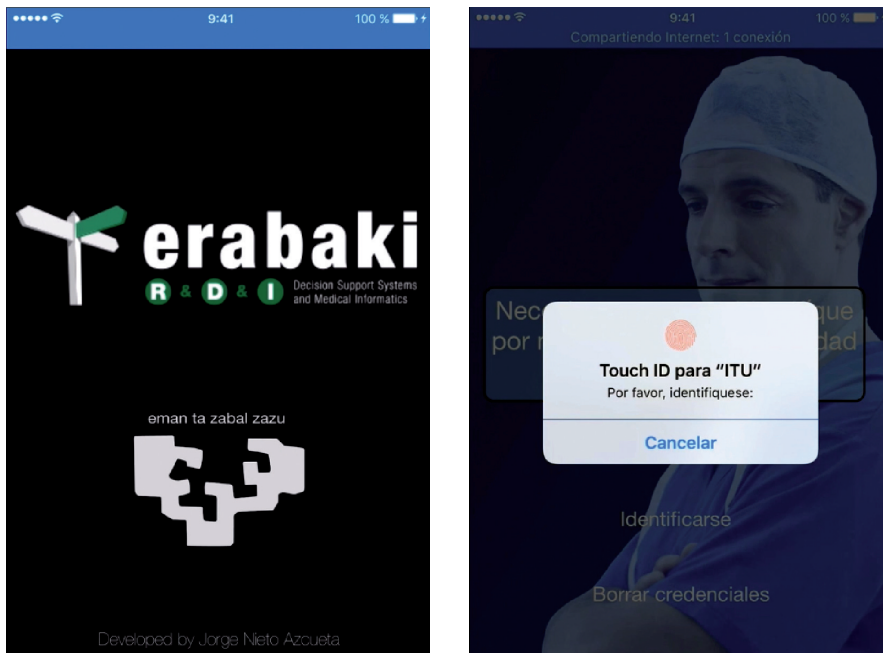 9:41
100 %
erabaki
R & D & I
Decision Support Systems
and Medical Informatics
eman ta zabal zazu
Developed by Jorge Nieto Azcueta
9:41
100 %
Compartiendo Internet: 1 conexión
que
por
Touch ID para “ITU”
Por favor, identifiquese:
Cancelar
Identificarse
Borrar credenciales